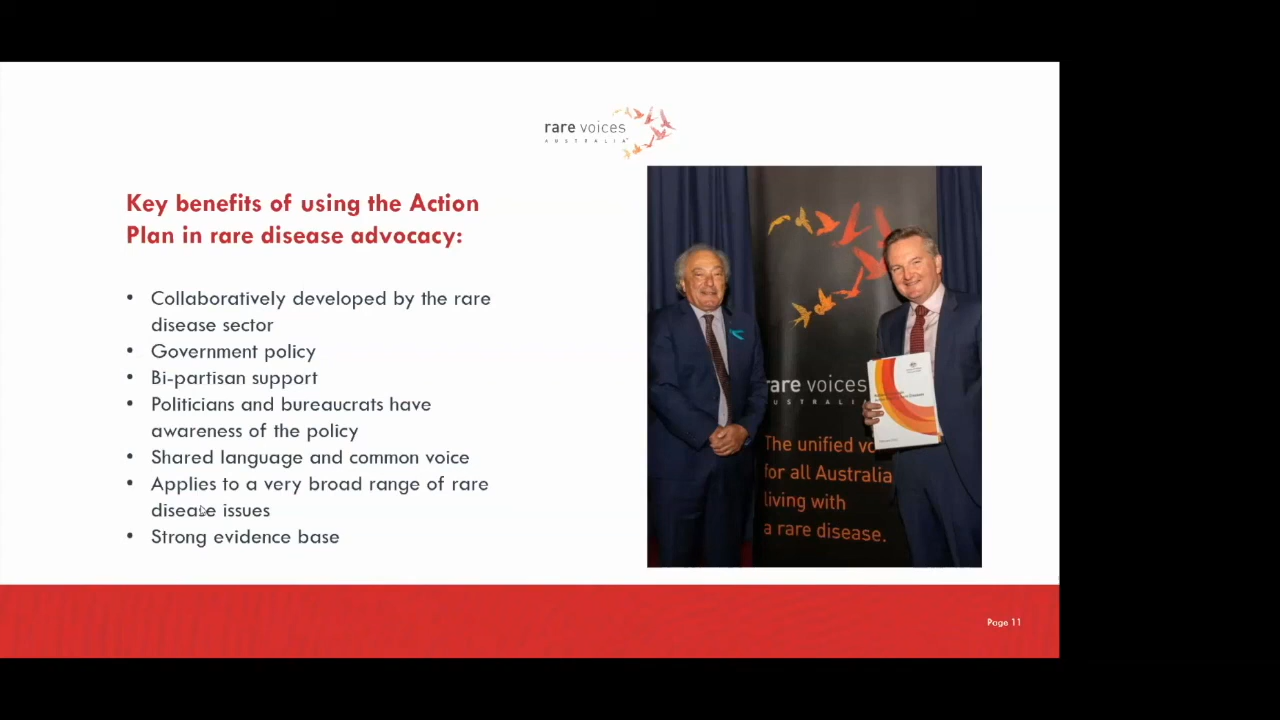 rare voices
AUSTRALIA
Key benefits of using the Action
Plan in rare disease advocacy:
• Collaboratively developed by the rare
disease sector
• Government policy
• Bi-partisan support
• Politicians and bureaucrats have
awareness of the policy
• Shared language and common voice
• Applies to a very broad range of rare
disease issues
• Strong evidence base
rare voices
USTRALI
The unified vo
for all Australia
living with
a rare disease.
Page 11